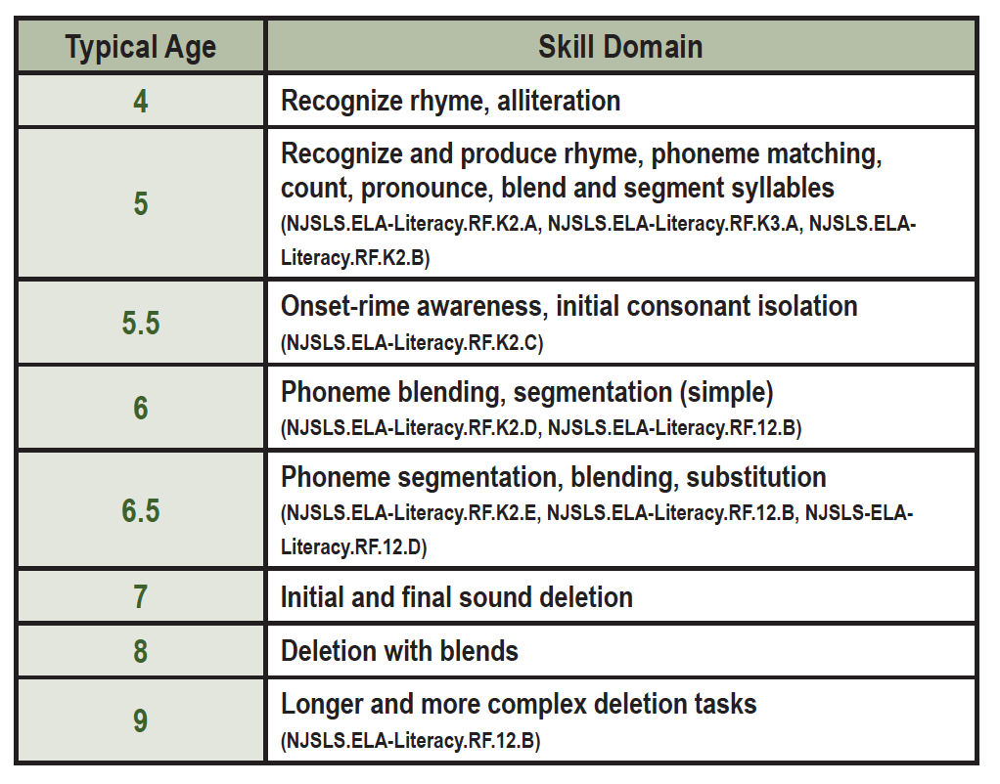 Typical Age Skill Domain
4 Recognize rhyme, alliteration
5 Recognize and produce rhyme, phoneme matching,
count, pronounce, blend and segment syllables
(NJSLS.ELA-Literacy.RF.K2.A, NJSLS.ELA-Literacy.RF.K3.A, NJSLS.ELA-
Literacy.RF.K2.B)
5.5 Onset-rime awareness, initial consonant isolation
(NJSLS.ELA-Literacy.RF.K2.C)
6 Phoneme blending, segmentation (simple)
(NJSLS.ELA-Literacy.RF.K2.D, NJSLS.ELA-Literacy.RF.12.B)
6.5 Phoneme segmentation, blending, substitution
(NJSLS.ELA-Literacy.RF.K2.E, NJSLS.ELA-Literacy.RF.12.B, NJSLS-ELA-
Literacy.RF.12.D)
7 Initial and final sound deletion
8 Deletion with blends
9 Longer and more complex deletion tasks
(NJSLS.ELA-Literacy.RF.12.B)